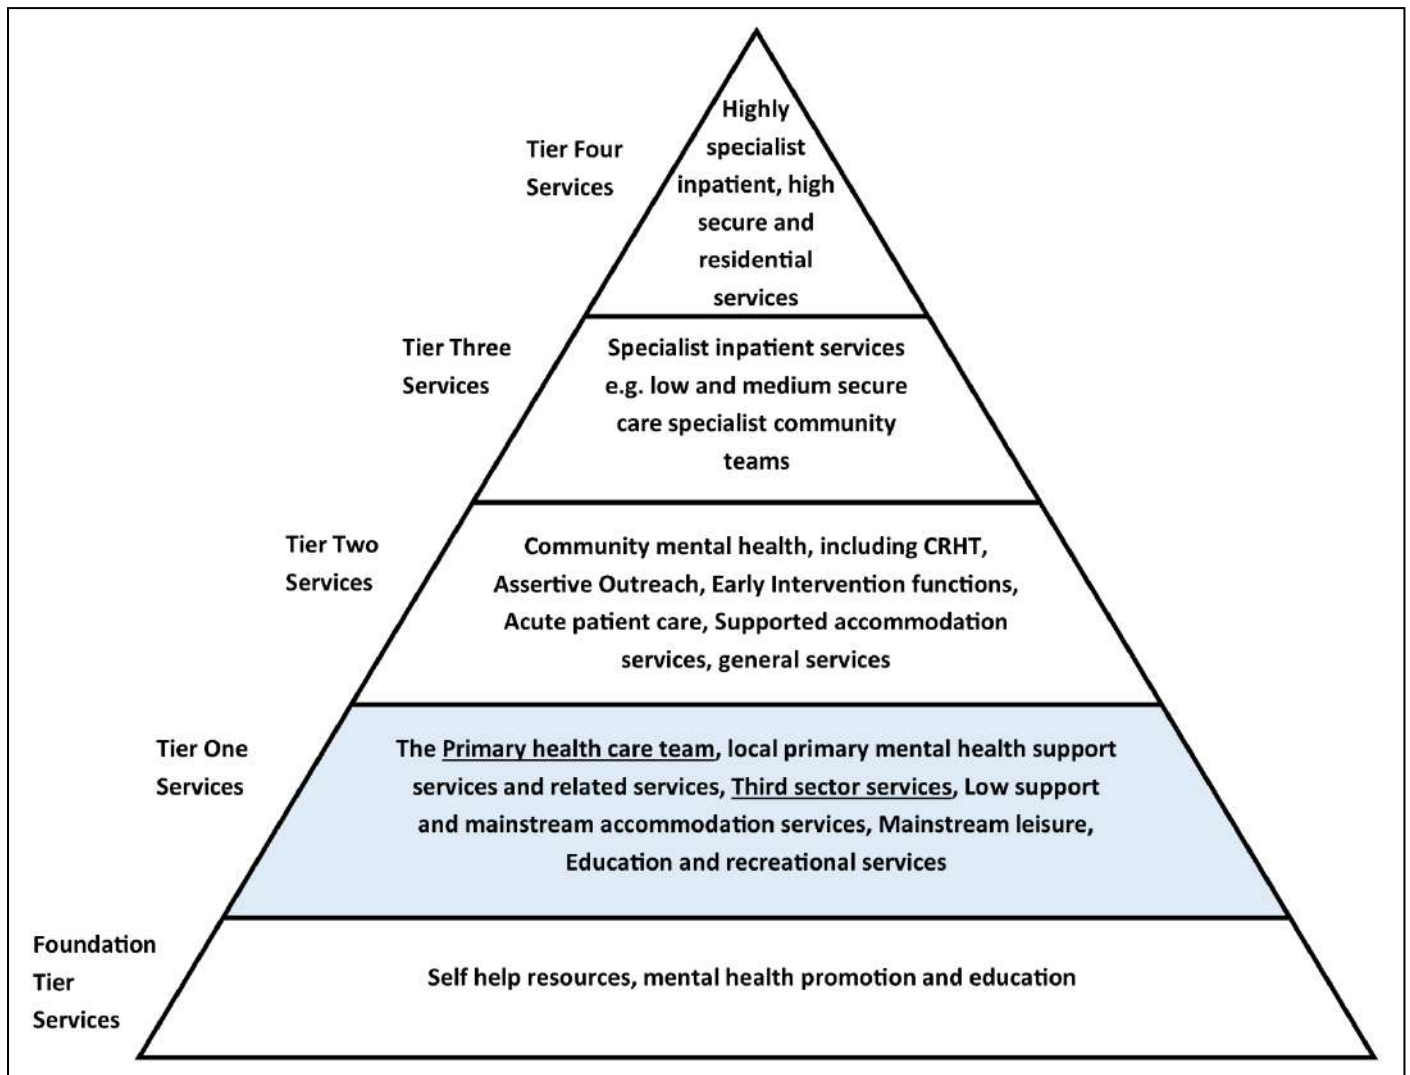 Tier Four
Services
Highly
specialist
inpatient, high
secure and
residential
services
Tier Three
Services
Specialist inpatient services
e.g. low and medium secure
care specialist community
teams
Tier Two
Services
Community mental health, including CRHT,
Assertive Outreach, Early Intervention functions,
Acute patient care, Supported accommodation
services, general services
Tier One
Services
The Primary health care team, local primary mental health support
services and related services, Third sector services, Low support
and mainstream accommodation services, Mainstream leisure,
Education and recreational services
Foundation
Tier
Services
Self help resources, mental health promotion and education